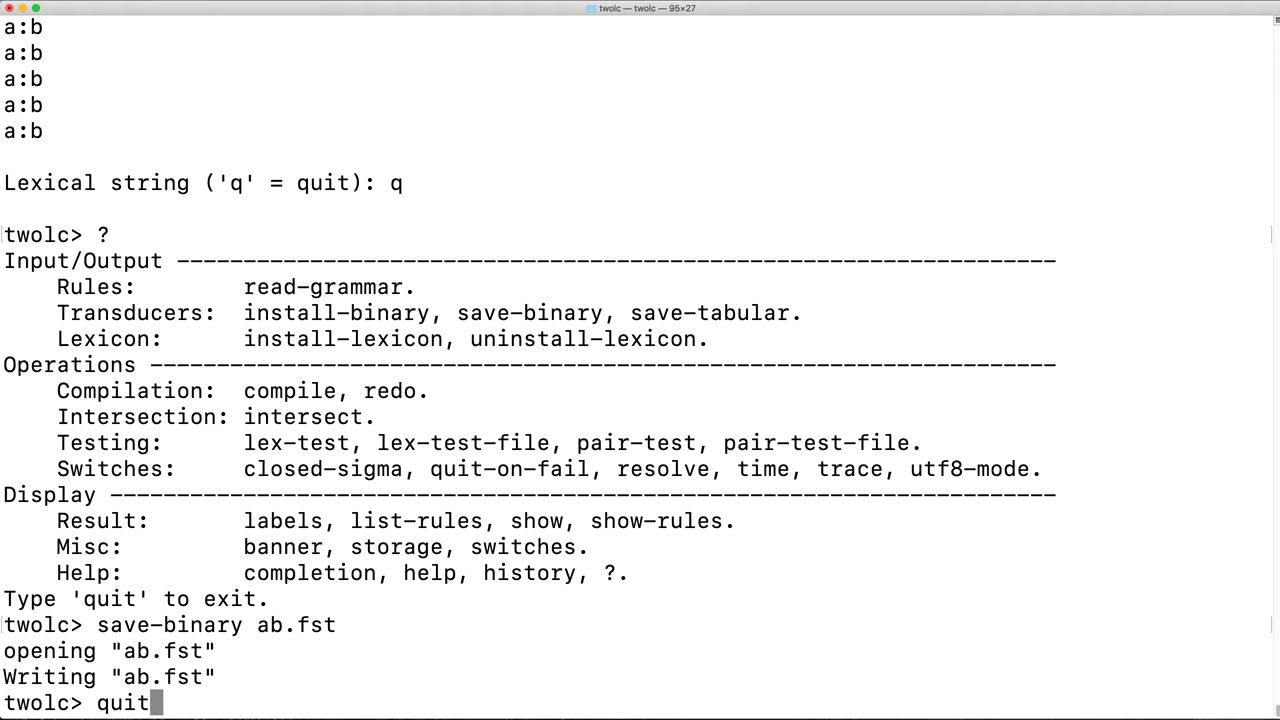 twolc — twolc — 95×27
a:b
a:b
a:b
a:b
a:b
Lexical string ('q' = quit): q
twolc> ?
Input/Output ------------------------------------------------------------------
Rules: read-grammar.
Transducers: install-binary, save-binary, save-tabular.
Lexicon: install-lexicon, uninstall-lexicon.
Operations --------------------------------------------------------------------
Compilation: compile, redo.
Intersection: intersect.
Testing: lex-test, lex-test-file, pair-test, pair-test-file.
Switches: closed-sigma, quit-on-fail, resolve, time, trace, utf8-mode.
Display -----------------------------------------------------------------------
Result: labels, list-rules, show, show-rules.
Misc: banner, storage, switches.
Help: completion, help, history, ?.
Type 'quit' to exit.
twolc> save-binary ab.fst
opening "ab.fst"
Writing "ab.fst"
twolc> quit